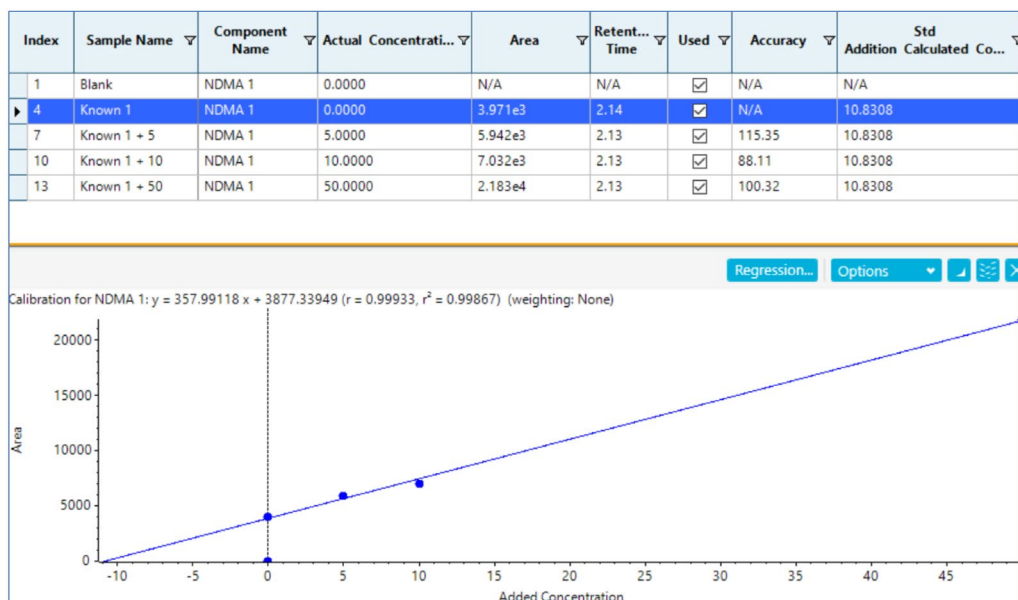 Index Sample Name Component Name Actual Concentrati... Area Retent... Time Used Accuracy Std Addition Calculated Co...
1 Blank NDMA 1 0.0000 N/A N/A N/A N/A
4 Known 1 NDMA 1 0.0000 3.971e3 2.14 N/A 10.8308
7 Known 1 + 5 NDMA 1 5.0000 5.942e3 2.13 115.35 10.8308
10 Known 1 + 10 NDMA 1 10.0000 7.032e3 2.13 88.11 10.8308
13 Known 1 + 50 NDMA 1 50.0000 2.183e4 2.13 100.32 10.8308
Regression... Options
Calibration for NDMA 1: y = 357.99118 x + 3877.33949 (r = 0.99933, r² = 0.99867) (weighting: None)
20000
15000
10000
5000
0
Area
-10 -5 0 5 10 15 20 25 30 35 40 45
Added Concentration